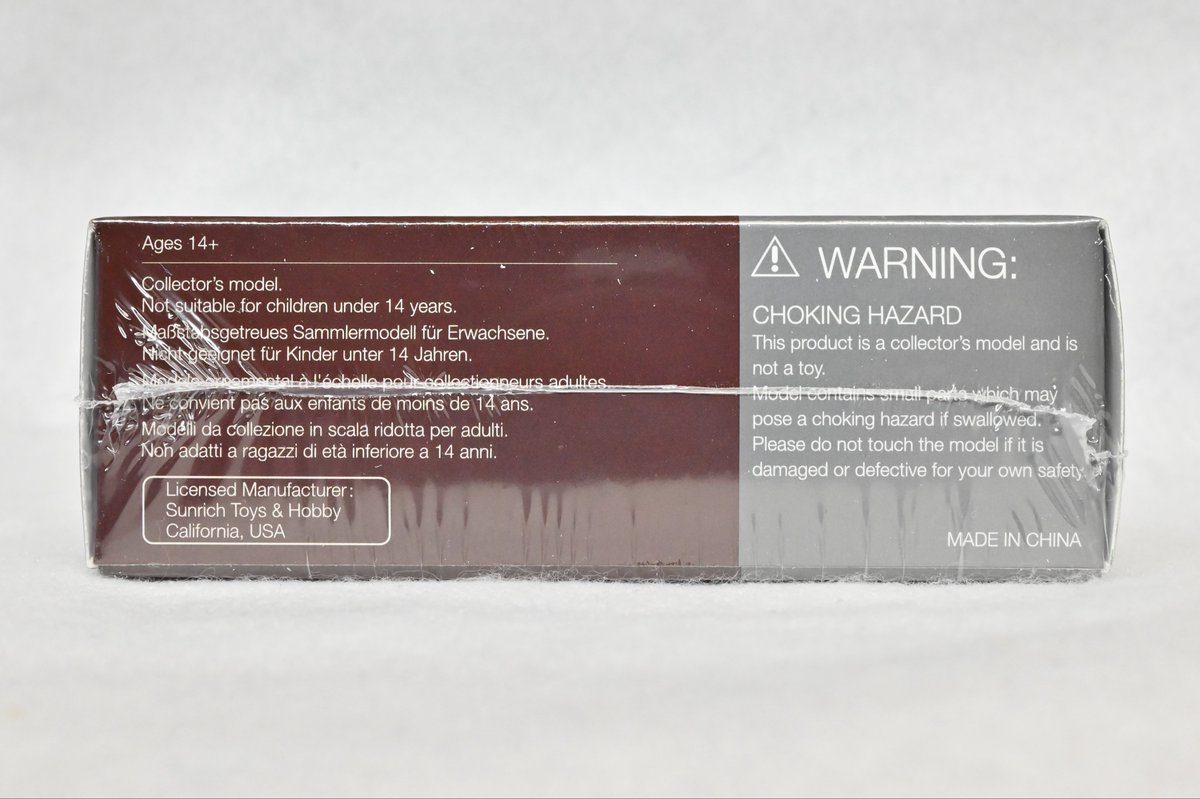 Ages 14+
Collector's model.
Not suitable for children under 14 years.
Maßstabsgetreues Sammlermodell für Erwachsene.
Nicht geeignet für Kinder unter 14 Jahren.
Modèle ornemental à l'échelle pour collectionneurs adultes.
Ne convient pas aux enfants de moins de 14 ans.
Modelli da collezione in scala ridotta per adulti.
Non adatti a ragazzi di età inferiore a 14 anni.
Licensed Manufacturer:
Sunrich Toys & Hobby
California, USA
WARNING:
CHOKING HAZARD
This product is a collector's model and is
not a toy.
Model contains small parts which may
pose a choking hazard if swallowed.
Please do not touch the model if it is
damaged or defective for your own safety.
MADE IN CHINA